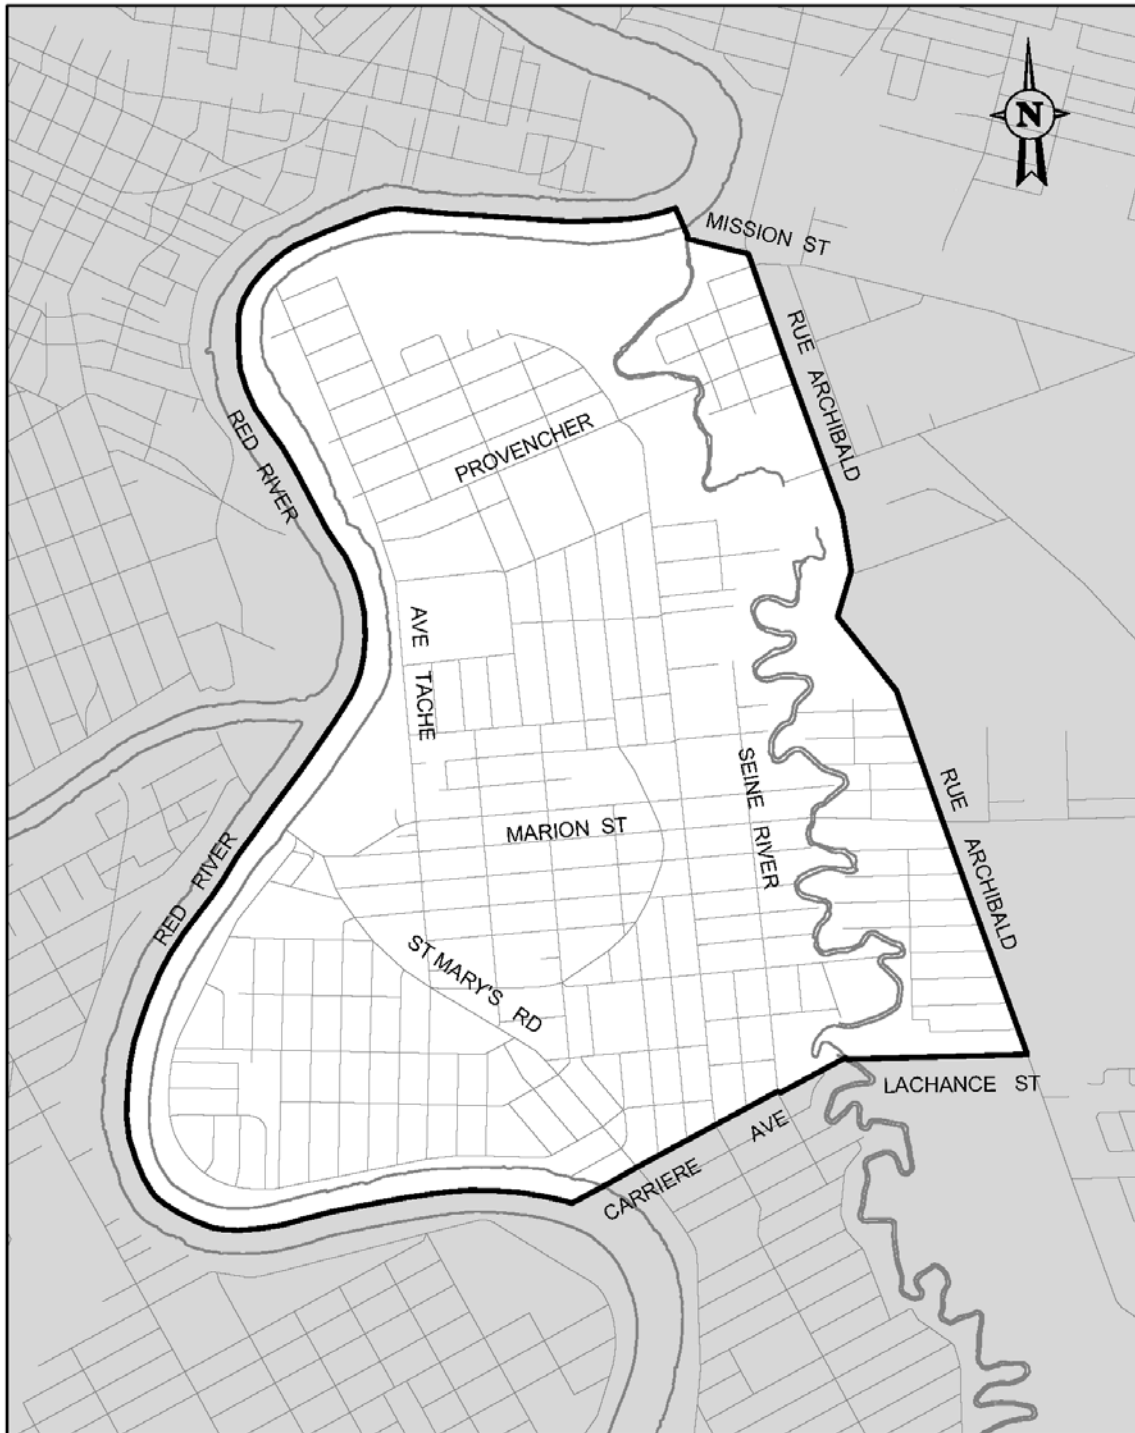 N
MISSION ST
RUE ARCHIBALD
RED RIVER
PROVENCHER
AVE TACHE
SEINE RIVER
MARION ST
RUE ARCHIBALD
RED RIVER
ST MARY'S RD
LACHANCE ST
CARRIERE AVE